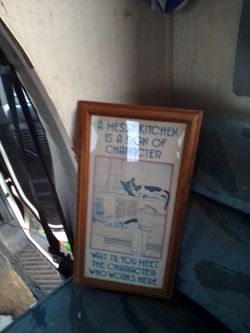 A MESSY KITCHEN
IS A SIGN OF
CHARACTER
WAIT TIL YOU MEET
THE CHARACTER
WHO WORKS HERE